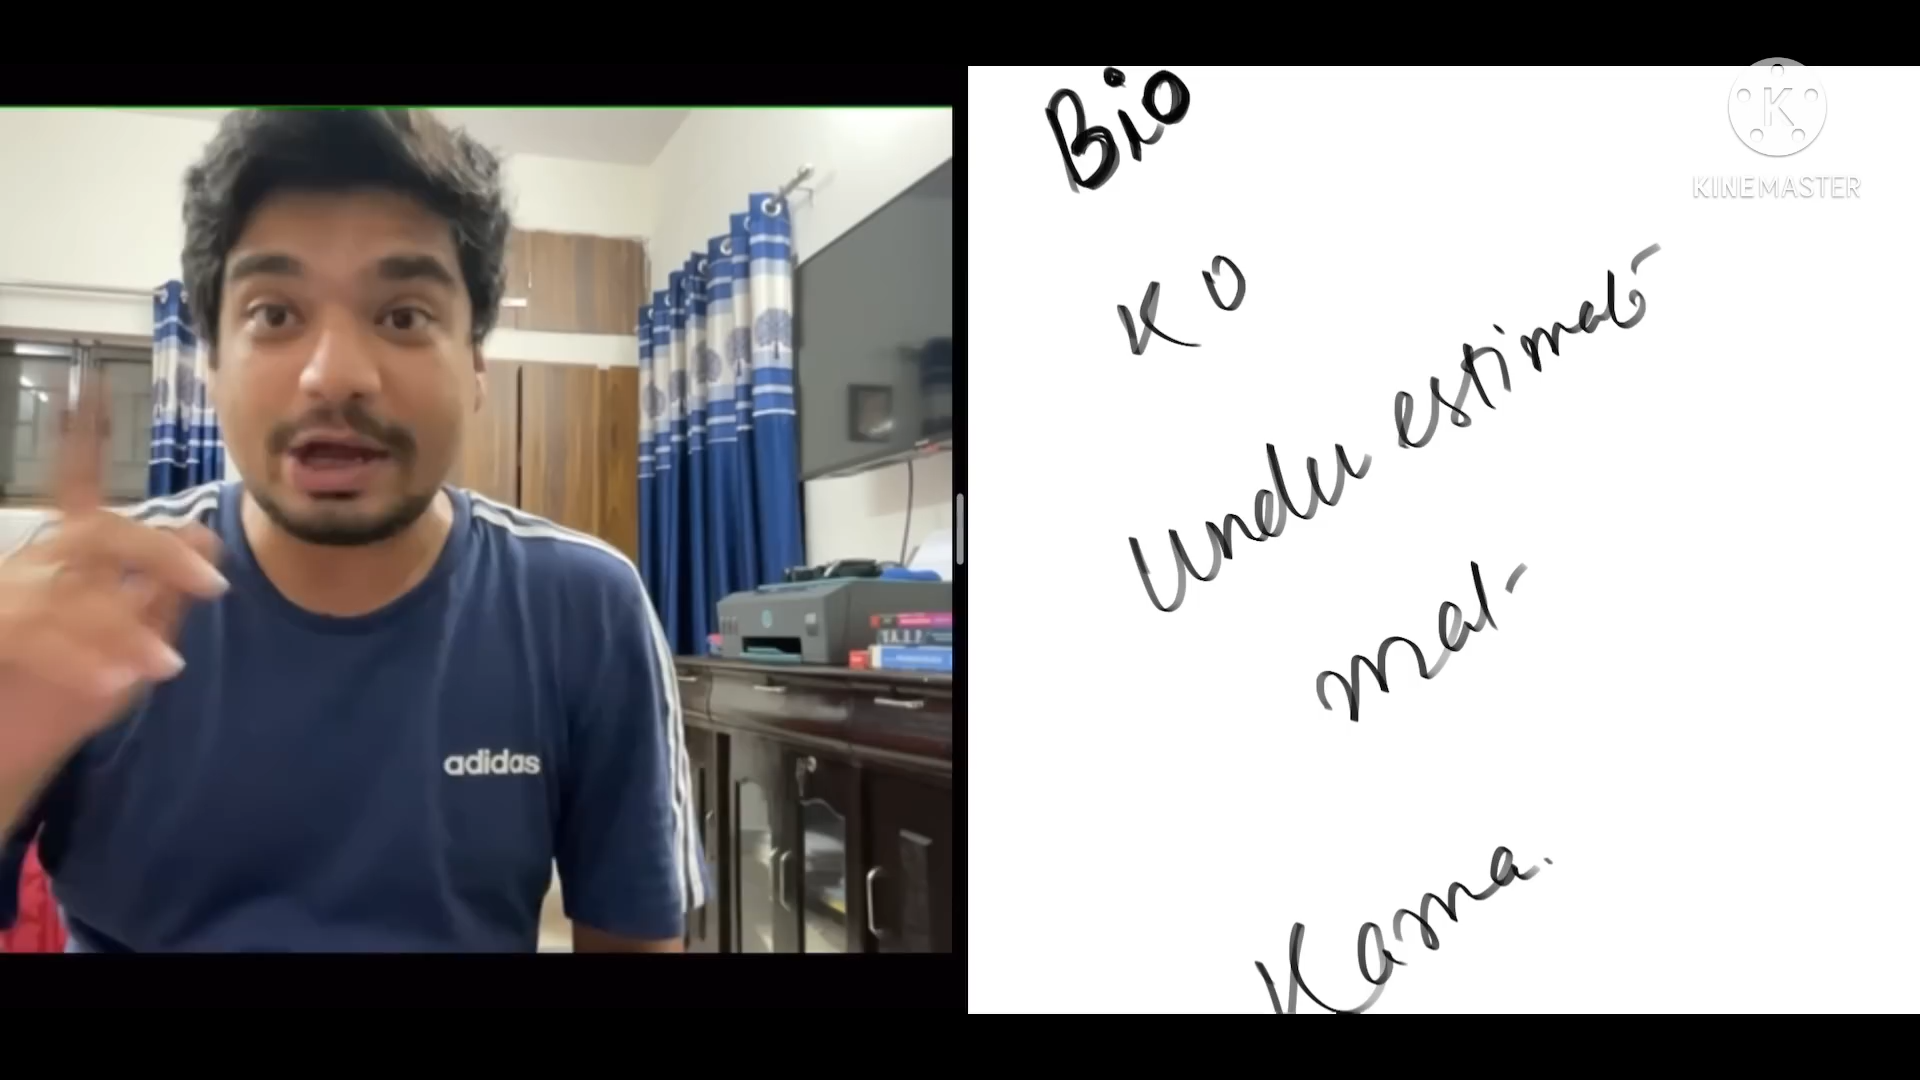 Bio
KO
Under estimate
mat
Karna.
KINEMASTER
adidas